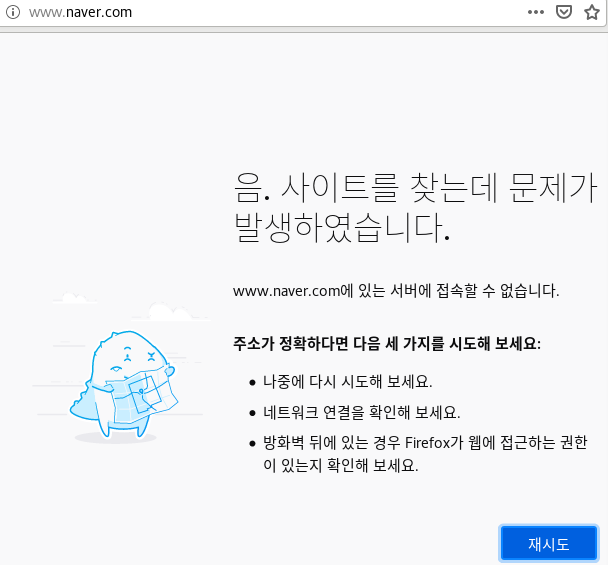 www.naver.com
음. 사이트를 찾는데 문제가
발생하였습니다.
www.naver.com에 있는 서버에 접속할 수 없습니다.
주소가 정확하다면 다음 세 가지를 시도해 보세요:
• 나중에 다시 시도해 보세요.
• 네트워크 연결을 확인해 보세요.
• 방화벽 뒤에 있는 경우 Firefox가 웹에 접근하는 권한
이 있는지 확인해 보세요.
재시도